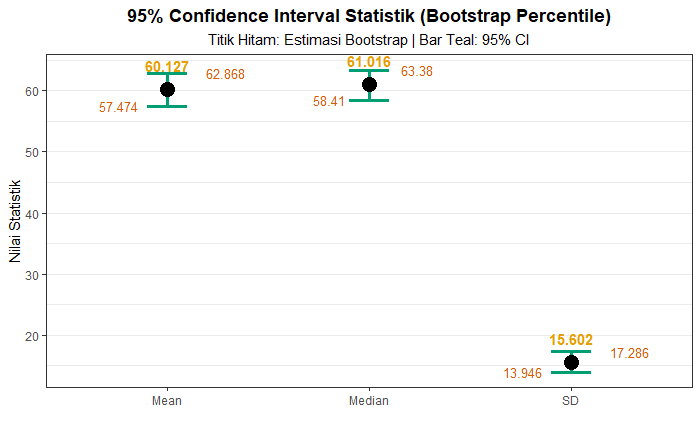 95% Confidence Interval Statistik (Bootstrap Percentile)
Titik Hitam: Estimasi Bootstrap | Bar Teal: 95% CI
60.127
62.868
57.474
61.016
63.38
58.41
15.602
17.286
13.946
Nilai Statistik
60
50
40
30
20
Mean
Median
SD